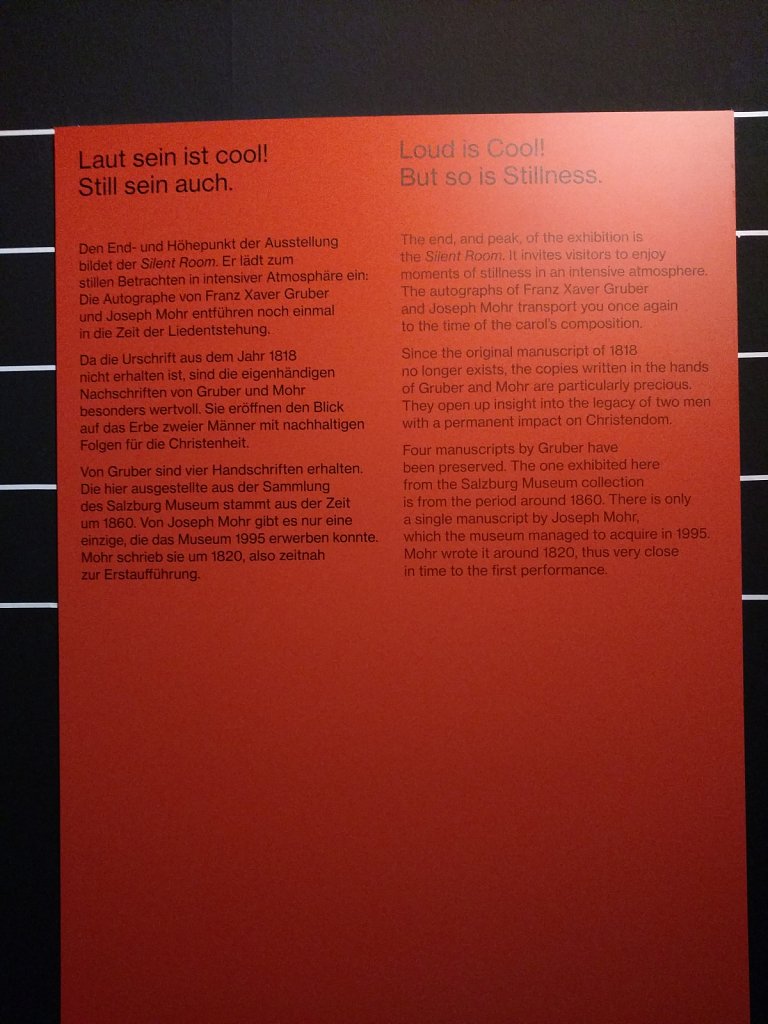 Laut sein ist cool!
Still sein auch.
Den End- und Höhepunkt der Ausstellung
bildet der Silent Room. Er lädt zum
stillen Betrachten in intensiver Atmosphäre ein:
Die Autographe von Franz Xaver Gruber
und Joseph Mohr entführen noch einmal
in die Zeit der Liedentstehung.
Da die Urschrift aus dem Jahr 1818
nicht erhalten ist, sind die eigenhändigen
Nachschriften von Gruber und Mohr
besonders wertvoll. Sie eröffnen den Blick
auf das Erbe zweier Männer mit nachhaltigen
Folgen für die Christenheit.
Von Gruber sind vier Handschriften erhalten.
Die hier ausgestellte aus der Sammlung
des Salzburg Museum stammt aus der Zeit
um 1860. Von Joseph Mohr gibt es nur eine
einzige, die das Museum 1995 erwerben konnte.
Mohr schrieb sie um 1820, also zeitnah
zur Erstaufführung.
Loud is Cool!
But so is Stillness.
The end, and peak, of the exhibition is
the Silent Room. It invites visitors to enjoy
moments of stillness in an intensive atmosphere.
The autographs of Franz Xaver Gruber
and Joseph Mohr transport you once again
to the time of the carol's composition.
Since the original manuscript of 1818
no longer exists, the copies written in the hands
of Gruber and Mohr are particularly precious.
They open up insight into the legacy of two men
with a permanent impact on Christendom.
Four manuscripts by Gruber have
been preserved. The one exhibited here
from the Salzburg Museum collection
is from the period around 1860. There is only
a single manuscript by Joseph Mohr,
which the museum managed to acquire in 1995.
Mohr wrote it around 1820, thus very close
in time to the first performance.